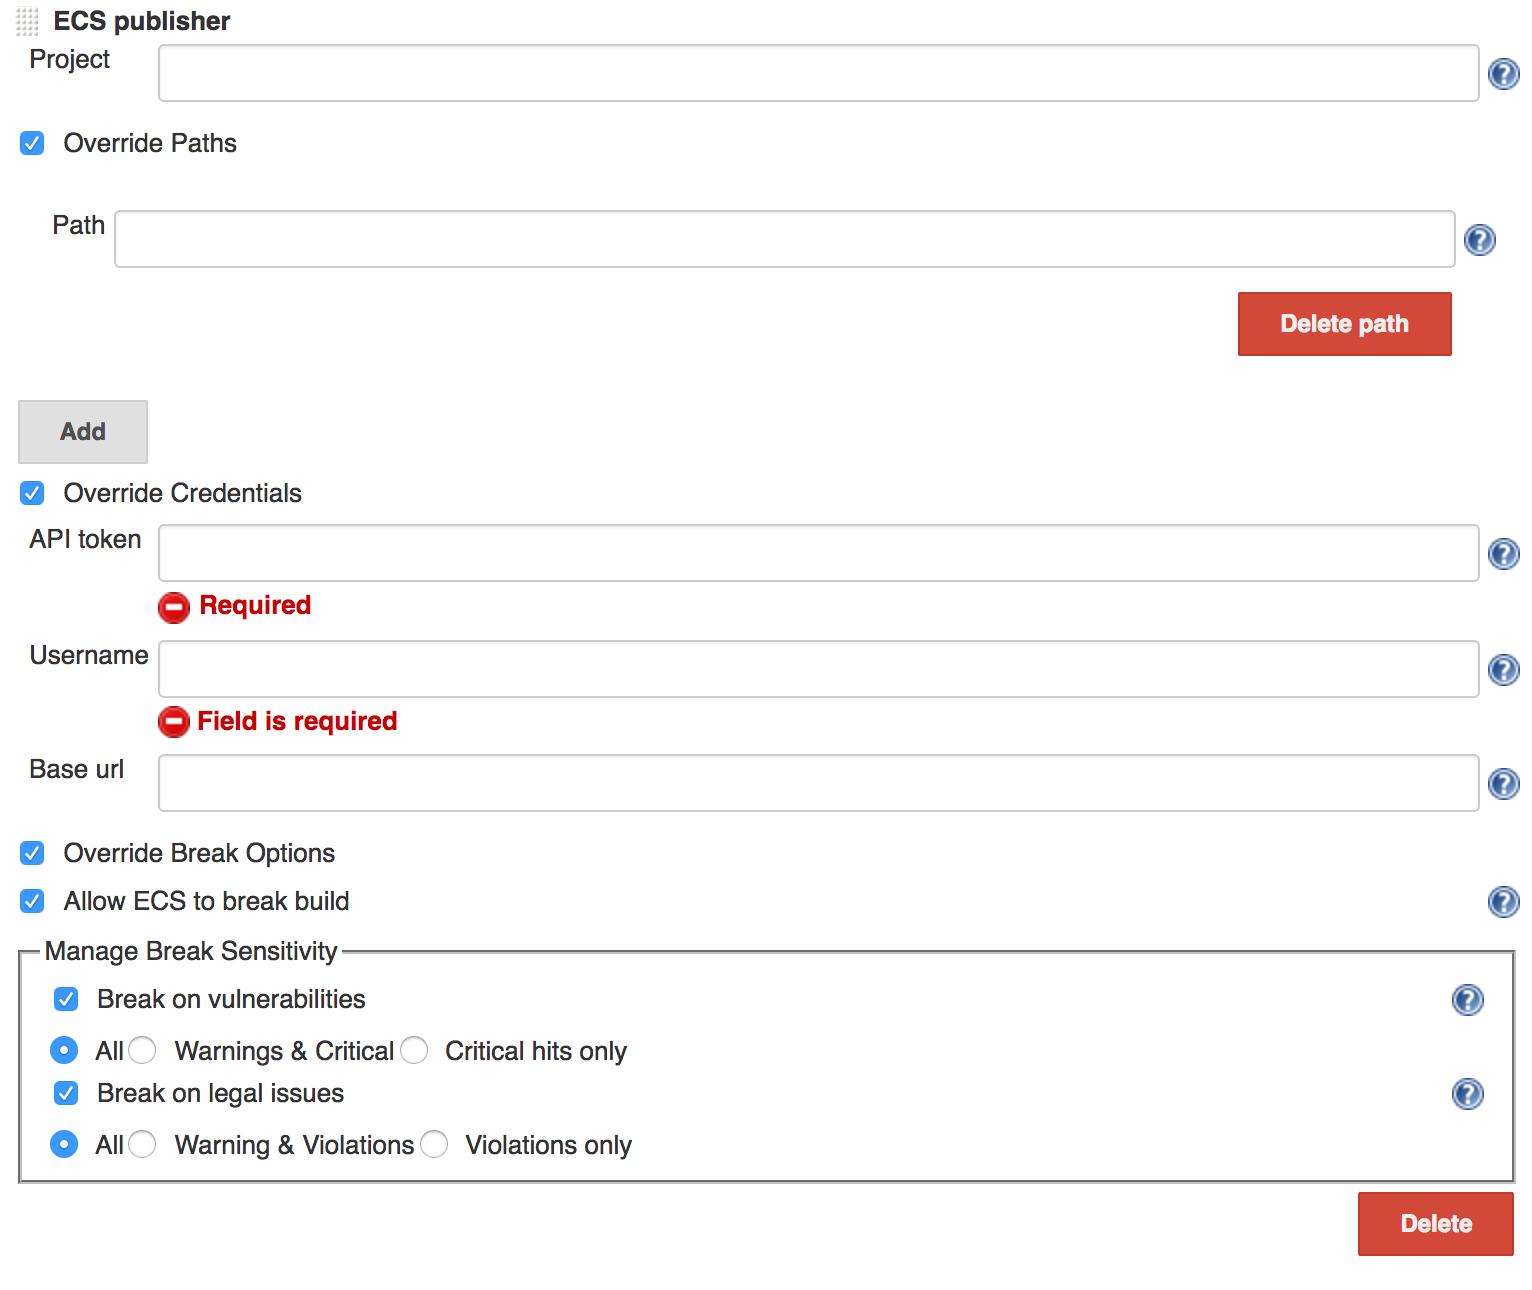 ECS publisher
Project
Override Paths
Path
Delete path
Add
Override Credentials
API token
Required
Username
Field is required
Base url
Override Break Options
Allow ECS to break build
Manage Break Sensitivity
Break on vulnerabilities
All Warnings & Critical Critical hits only
Break on legal issues
All Warning & Violations Violations only
Delete